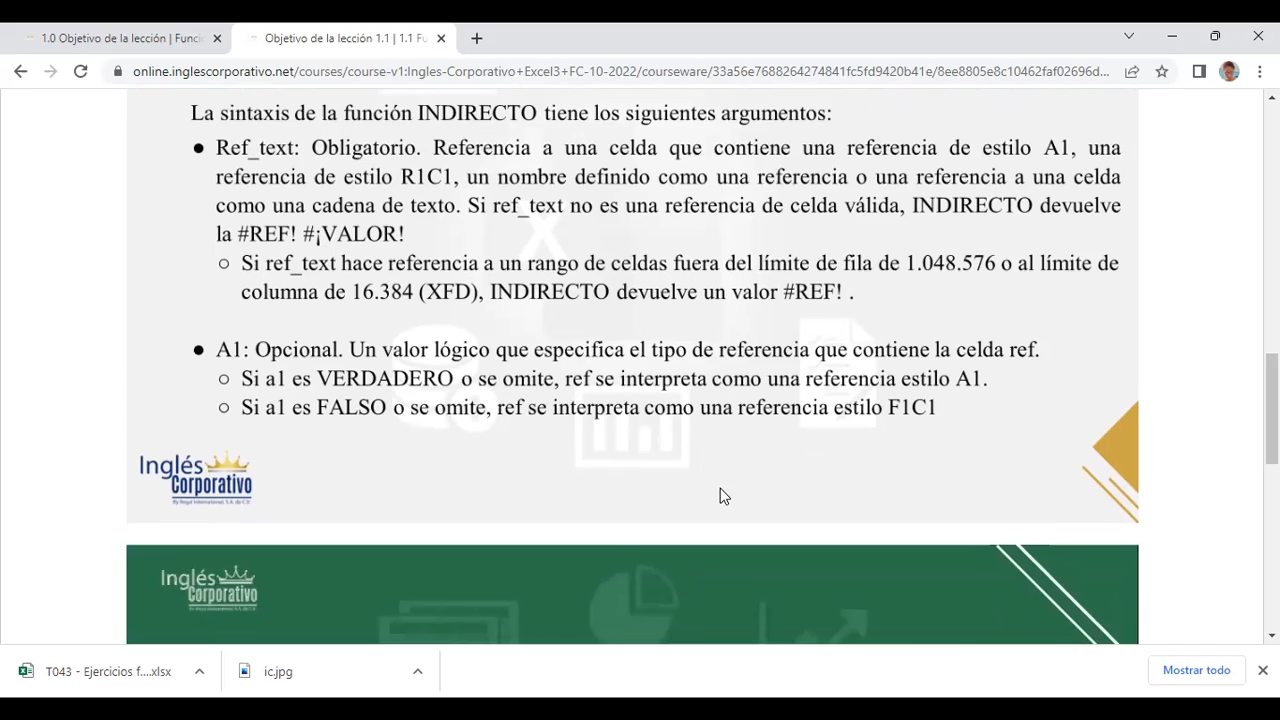 1.0 Objetivo de la lección | Funció
Objetivo de la lección 1.1 | 1.1 Fu
online.inglescorporativo.net/courses/course-v1:Ingles-Corporativo+Excel3+FC-10-2022/courseware/33a56e7688264274841fc5fd9420b41e/8ee8805e8c10462faf02696d...
La sintaxis de la función INDIRECTO tiene los siguientes argumentos:
● Ref_text: Obligatorio. Referencia a una celda que contiene una referencia de estilo A1, una
referencia de estilo R1C1, un nombre definido como una referencia o una referencia a una celda
como una cadena de texto. Si ref_text no es una referencia de celda válida, INDIRECTO devuelve
la #REF! #¡VALOR!
○ Si ref_text hace referencia a un rango de celdas fuera del límite de fila de 1.048.576 o al límite de
columna de 16.384 (XFD), INDIRECTO devuelve un valor #REF! .
● A1: Opcional. Un valor lógico que especifica el tipo de referencia que contiene la celda ref.
○ Si a1 es VERDADERO o se omite, ref se interpreta como una referencia estilo A1.
○ Si a1 es FALSO o se omite, ref se interpreta como una referencia estilo F1C1
Inglés
Corporativo
Inglés
Corporativo
T043 - Ejercicios f....xlsx
ic.jpg
Mostrar todo